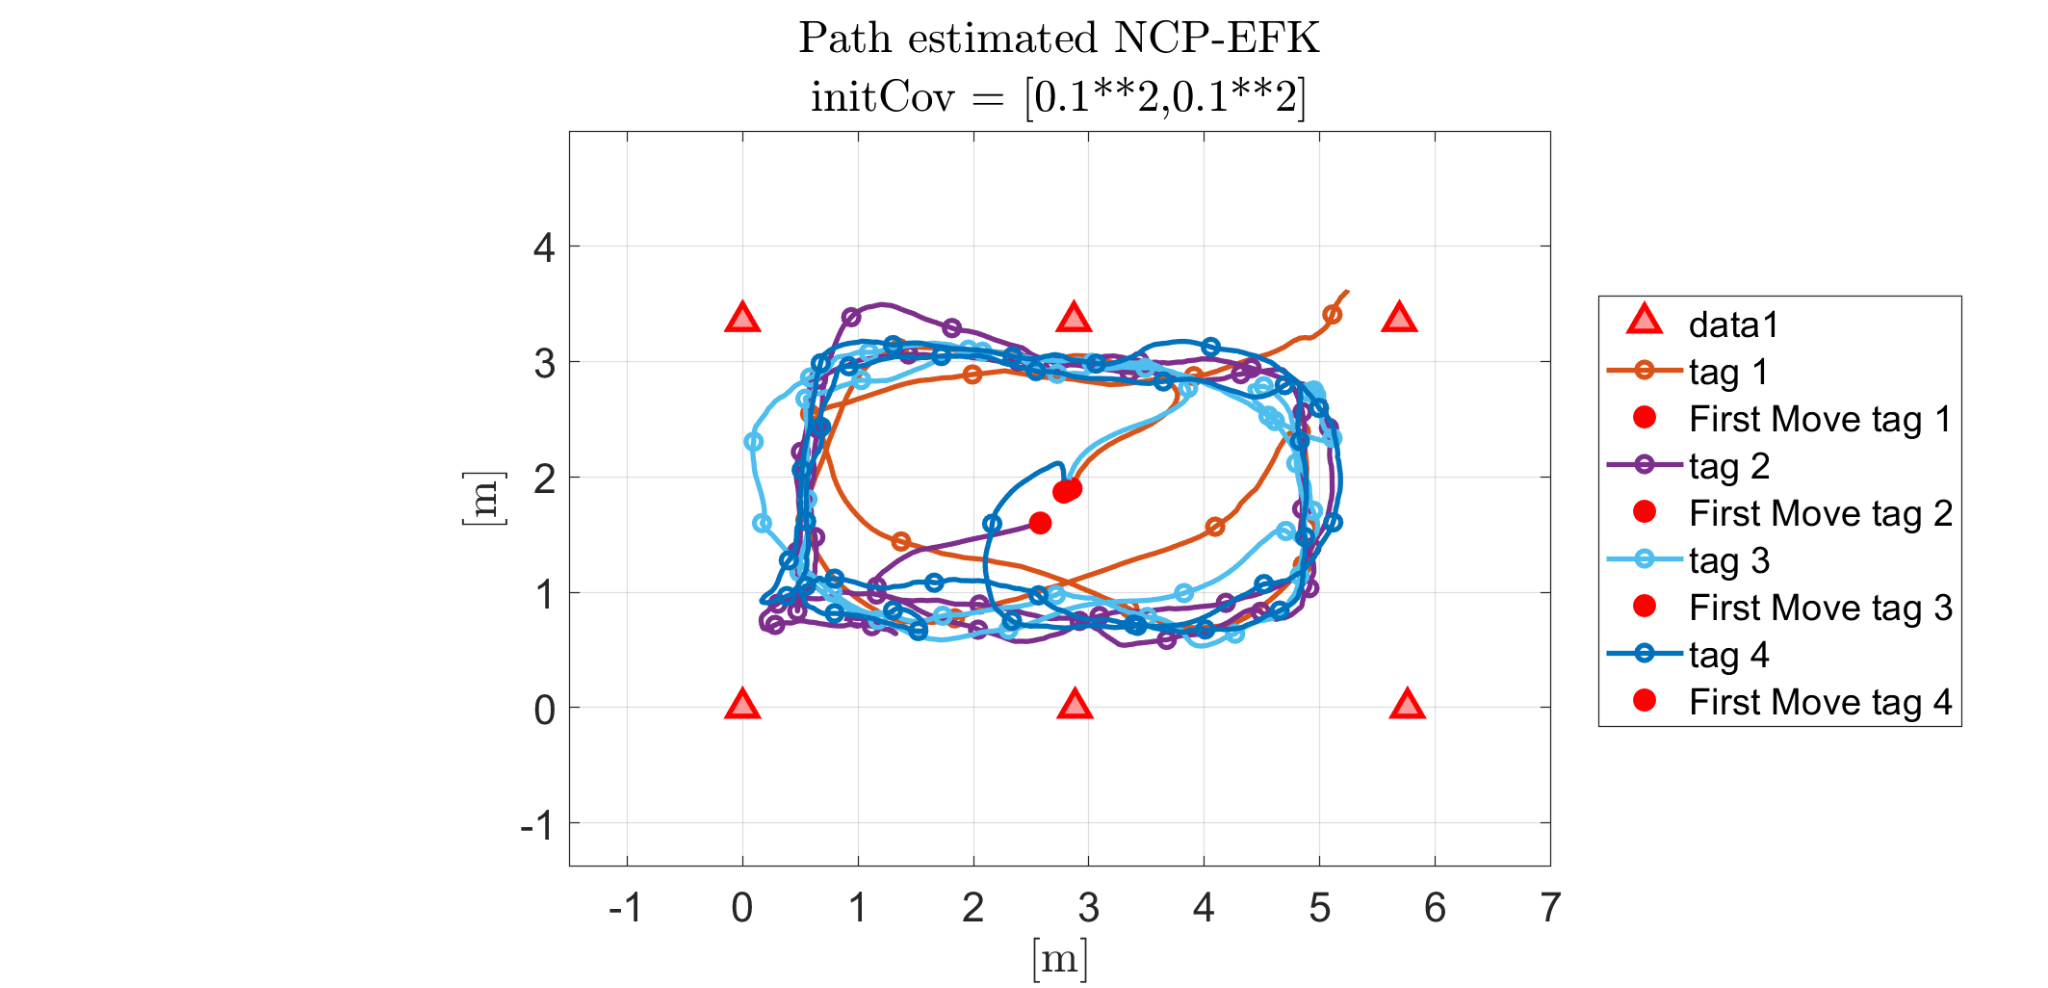 Path estimated NCP-EFK
initCov = [0.1**2,0.1**2]
4
3
2
1
0
-1
[m]
-1 0 1 2 3 4 5 6 7
[m]
data1
tag 1
First Move tag 1
tag 2
First Move tag 2
tag 3
First Move tag 3
tag 4
First Move tag 4